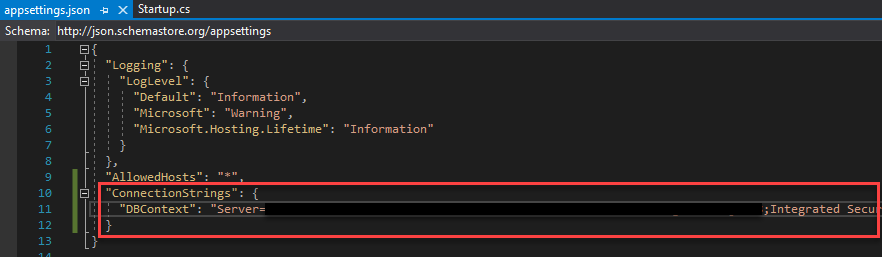 appsettings.json Startup.cs
Schema: http://json.schemastore.org/appsettings
1 {
2 "Logging": {
3 "LogLevel": {
4 "Default": "Information",
5 "Microsoft": "Warning",
6 "Microsoft.Hosting.Lifetime": "Information"
7 }
8 },
9 "AllowedHosts": "*",
10 "ConnectionStrings": {
11 "DBContext": "Server= ;Integrated Secur
12 }
13 }
14